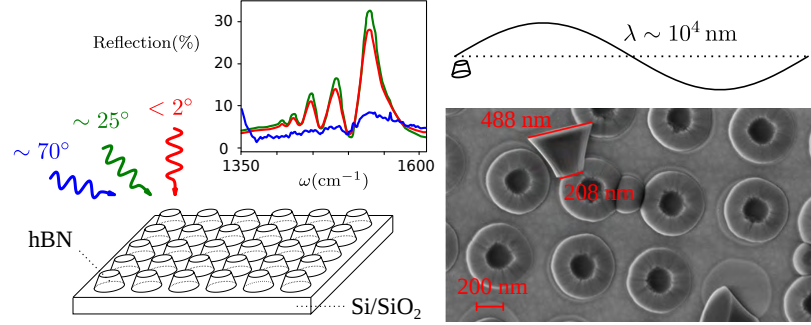 Reflection(%)
30
20
10
0
1350
1600
ω(cm⁻¹)
< 2°
~ 25°
~ 70°
hBN
Si/SiO₂
λ ~ 10⁴ nm
488 nm
208 nm
200 nm